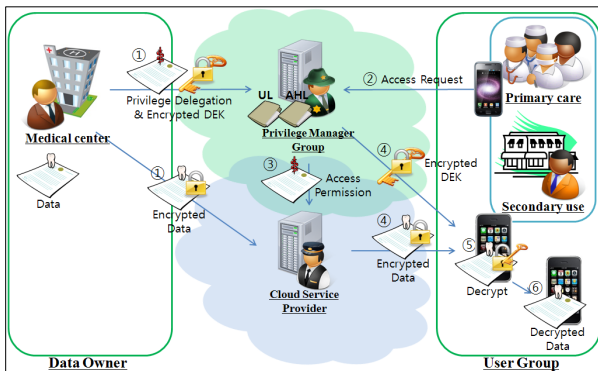 ①
Privilege Delegation
& Encrypted DEK
UL
AHL
② Access Request
Primary care
Medical center
Privilege Manager
Group
Data
①
Encrypted
Data
③
Access
Permission
④
Encrypted
DEK
Secondary use
④
Encrypted
Data
Cloud Service
Provider
⑤
Decrypt
⑥
Decrypted
Data
Data Owner
User Group